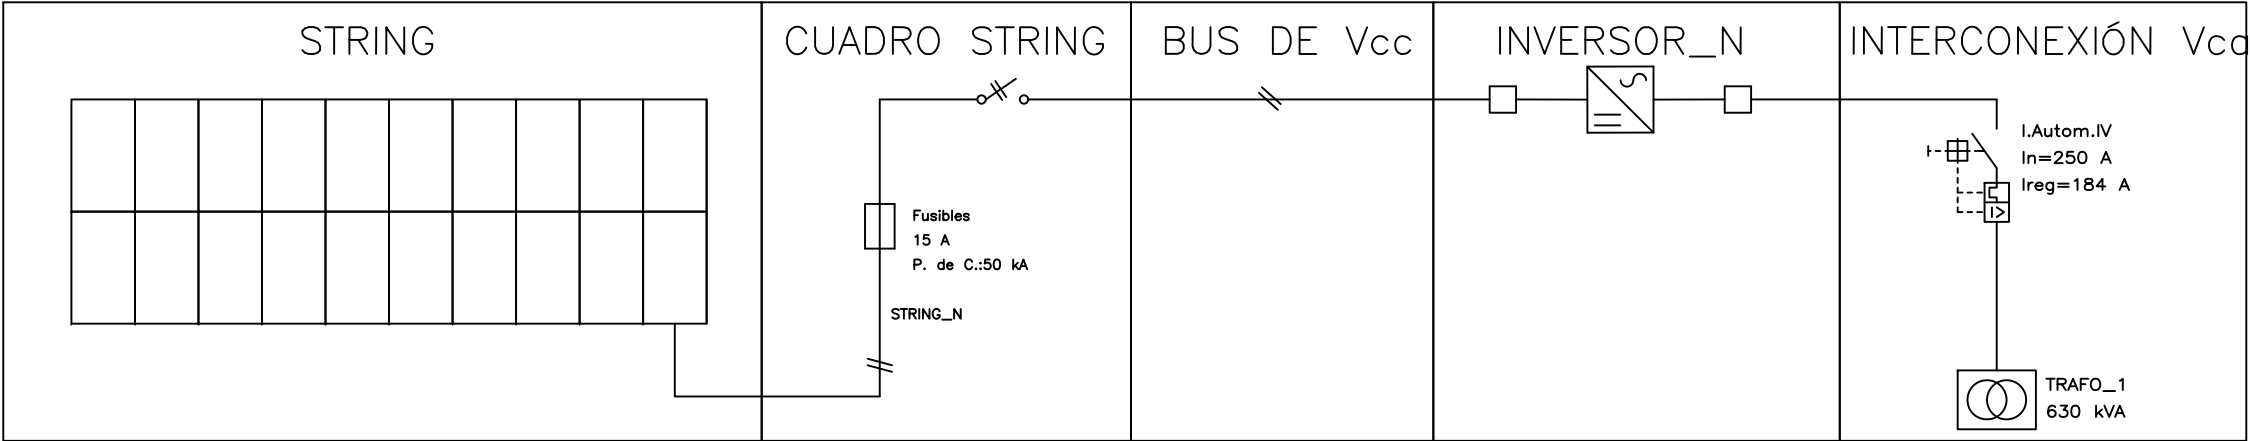 STRING
CUADRO STRING
BUS DE Vcc
INVERSOR_N
INTERCONEXIÓN Vca
I.Autom.IV
In=250 A
Ireg=184 A
I>
Fusibles
15 A
P. de C.:50 kA
STRING_N
TRAFO_1
630 kVA